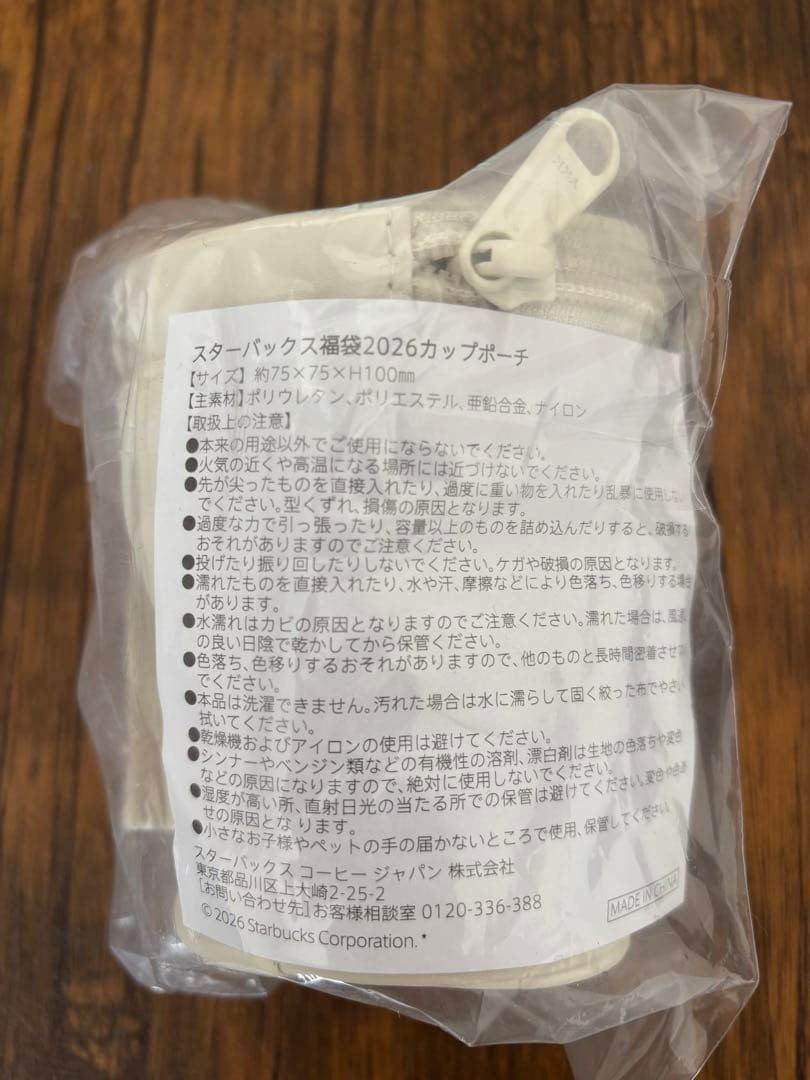 スターバックス福袋2026カップポーチ
【サイズ】約75×75×H100㎜
【主素材】ポリウレタン、ポリエステル、亜鉛合金、ナイロン
【取扱上の注意】
●本来の用途以外でご使用にならないでください。
●火気の近くや高温になる場所には近づけないでください。
●先が尖ったものを直接入れたり、過度に重い物を入れたり乱暴に使用しない
でください。型くずれ、損傷の原因となります。
●過度な力で引っ張ったり、容量以上のものを詰め込んだりすると、破損する
おそれがありますのでご注意ください。
●投げたり振り回したりしないでください。ケガや破損の原因となります。
●濡れたものを直接入れたり、水や汗、摩擦などにより色落ち、色移りする場合
があります。
●水濡れはカビの原因となりますのでご注意ください。濡れた場合は、風通し
の良い日陰で乾かしてから保管ください。
●色落ち、色移りするおそれがありますので、他のものと長時間密着させ
でください。
●本品は洗濯できません。汚れた場合は水に濡らして固く絞った布でやさしく
拭いてください。
●乾燥機およびアイロンの使用は避けてください。
●シンナーやベンジン類などの有機性の溶剤、漂白剤は生地の色落ちや変色
などの原因になりますので、絶対に使用しないでください。
●湿度が高い所、直射日光の当たる所での保管は避けてください。変色や色あ
せの原因となります。
●小さなお子様やペットの手の届かないところで使用、保管してください。
スターバックス コーヒー ジャパン 株式会社
東京都品川区上大崎2-25-2
[お問い合わせ先]お客様相談室 0120-336-388
© 2026 Starbucks Corporation.*
MADE IN CHINA